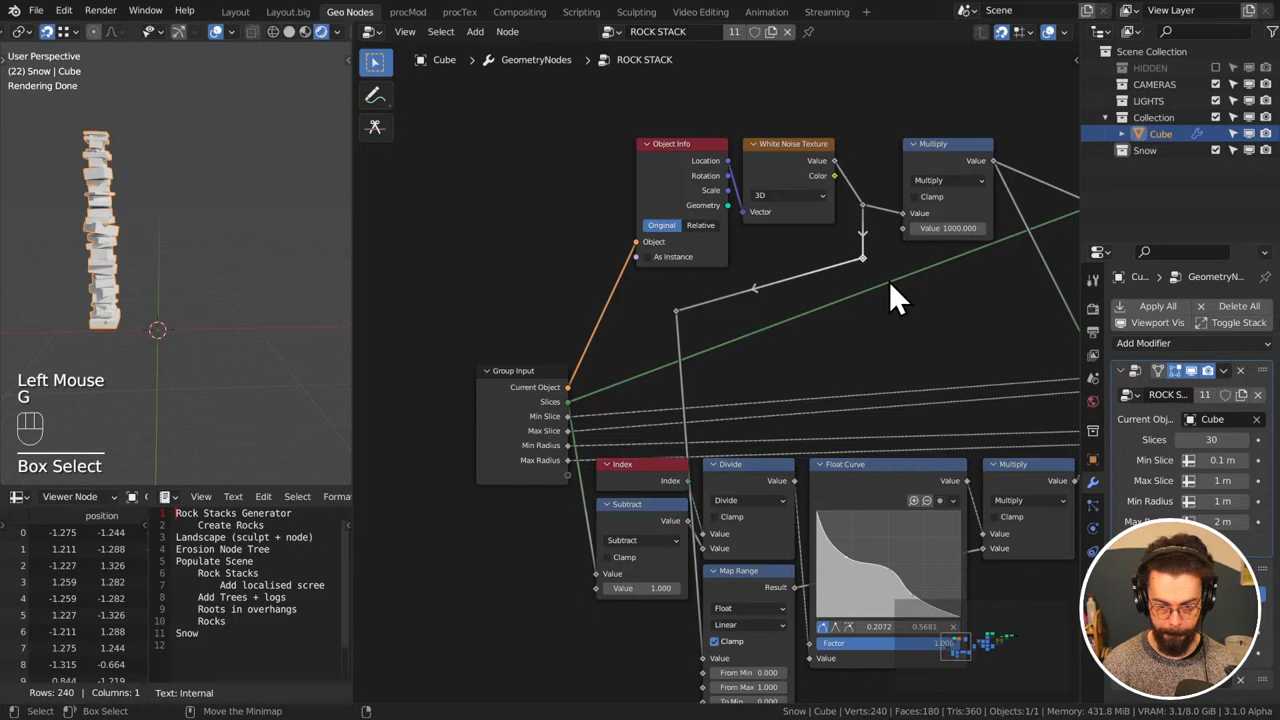 File Edit Render Window Help
Layout Layout.big Geo Nodes procMod procTex Compositing Scripting Sculpting Video Editing Animation Streaming
Scene
View Layer
View Select Add Node
ROCK STACK 11
User Perspective
(22) Snow | Cube
Rendering Done
Cube GeometryNodes ROCK STACK
Scene Collection
HIDDEN
CAMERAS
LIGHTS
Collection
Cube
Snow
Object Info
Location
Rotation
Scale
Geometry
Original Relative
Object
As Instance
White Noise Texture
Value
Color
3D
Vector
Multiply
Value
Multiply
Clamp
Value
Value 1000.000
Group Input
Current Object
Slices
Min Slice
Max Slice
Min Radius
Max Radius
Index
Index
Subtract
Value
Subtract
Clamp
Value
Value 1.000
Divide
Value
Divide
Clamp
Value
Value
Map Range
Result
Float
Linear
Clamp
Value
From Min 0.000
From Max 1.000
Float Curve
Value
0.2072 0.5681
Factor
Value
Multiply
Value
Multiply
Clamp
Value
Value
Left Mouse
G
Box Select
Cu... GeometryN...
Apply All Delete All
Viewport Vis Toggle Stack
Add Modifier
ROCK S... 11
Current Obj... Cube
Slices 30
Min Slice 0.1 m
Max Slice 1 m
Min Radius 1 m
2 m
Viewer Node
View Text Edit Select Format
position
0 -1.275 -1.244
1 1.211 -1.288
2 -1.227 1.326
3 1.259 1.282
4 -1.259 -1.282
5 1.227 -1.326
6 -1.211 1.288
7 1.275 1.244
8 -1.315 -0.664
Rows: 240 Columns: 1
1 Rock Stacks Generator
2 Create Rocks
3 Landscape (sculpt + node)
4 Erosion Node Tree
5 Populate Scene
6 Rock Stacks
7 Add localised scree
8 Add Trees + logs
9 Roots in overhangs
10 Rocks
11 Snow
12
Text: Internal
Select Box Select Move the Minimap
Snow | Cube | Verts:240 | Faces:180 | Tris:360 | Objects:1/1 | Memory: 431.8 MiB | VRAM: 3.1/8.0 GiB | 3.1.0 Alpha